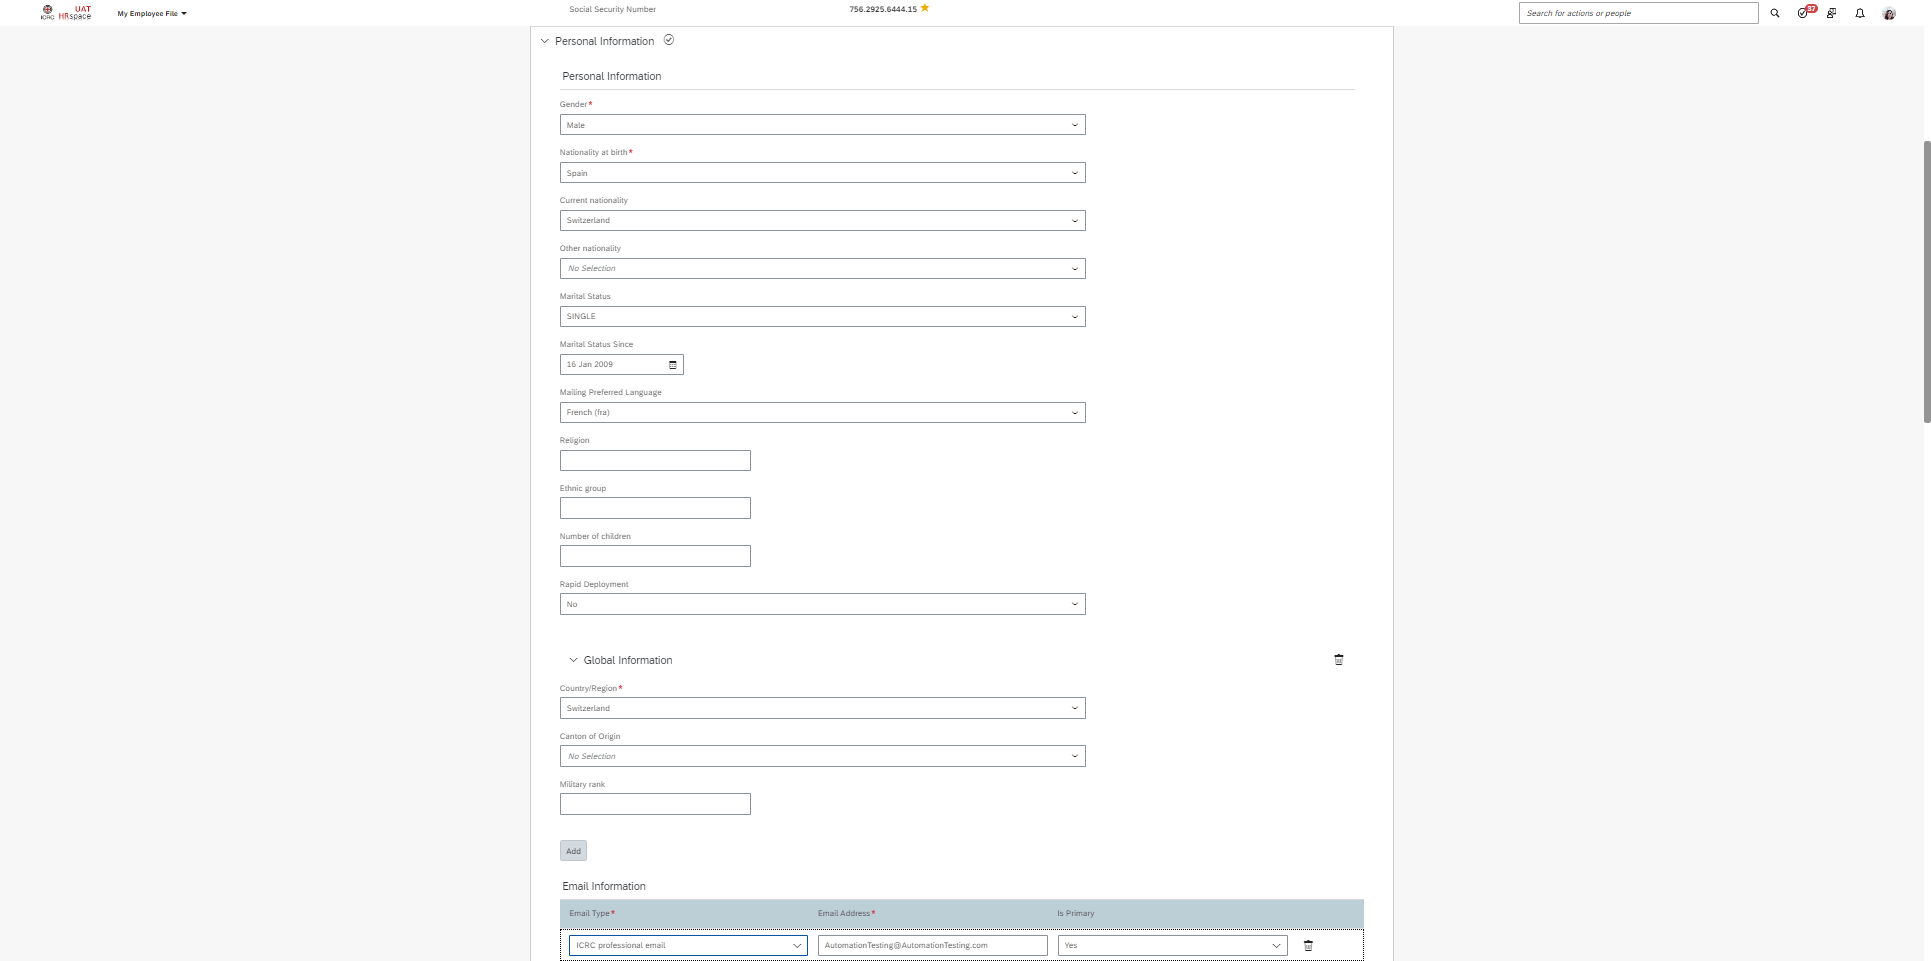 ICRC UAT HRspace
My Employee File
Social Security Number 756.2925.6444.15
Search for actions or people
37
Personal Information
Personal Information
Gender*
Male
Nationality at birth*
Spain
Current nationality
Switzerland
Other nationality
No Selection
Marital Status
SINGLE
Marital Status Since
16 Jan 2009
Mailing Preferred Language
French (fra)
Religion
Ethnic group
Number of children
Rapid Deployment
No
Global Information
Country/Region*
Switzerland
Canton of Origin
No Selection
Military rank
Add
Email Information
Email Type* Email Address* Is Primary
ICRC professional email AutomationTesting@AutomationTesting.com Yes